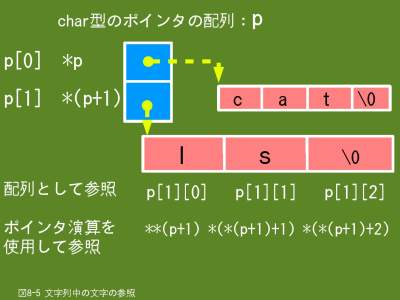 char型のポインタの配列：p
p[0] *p
p[1] *(p+1)
c a t \0
l s \0
配列として参照 p[1][0] p[1][1] p[1][2]
ポインタ演算を
使用して参照 **(p+1) *(*(p+1)+1) *(*(p+1)+2)
図8-5 文字列中の文字の参照